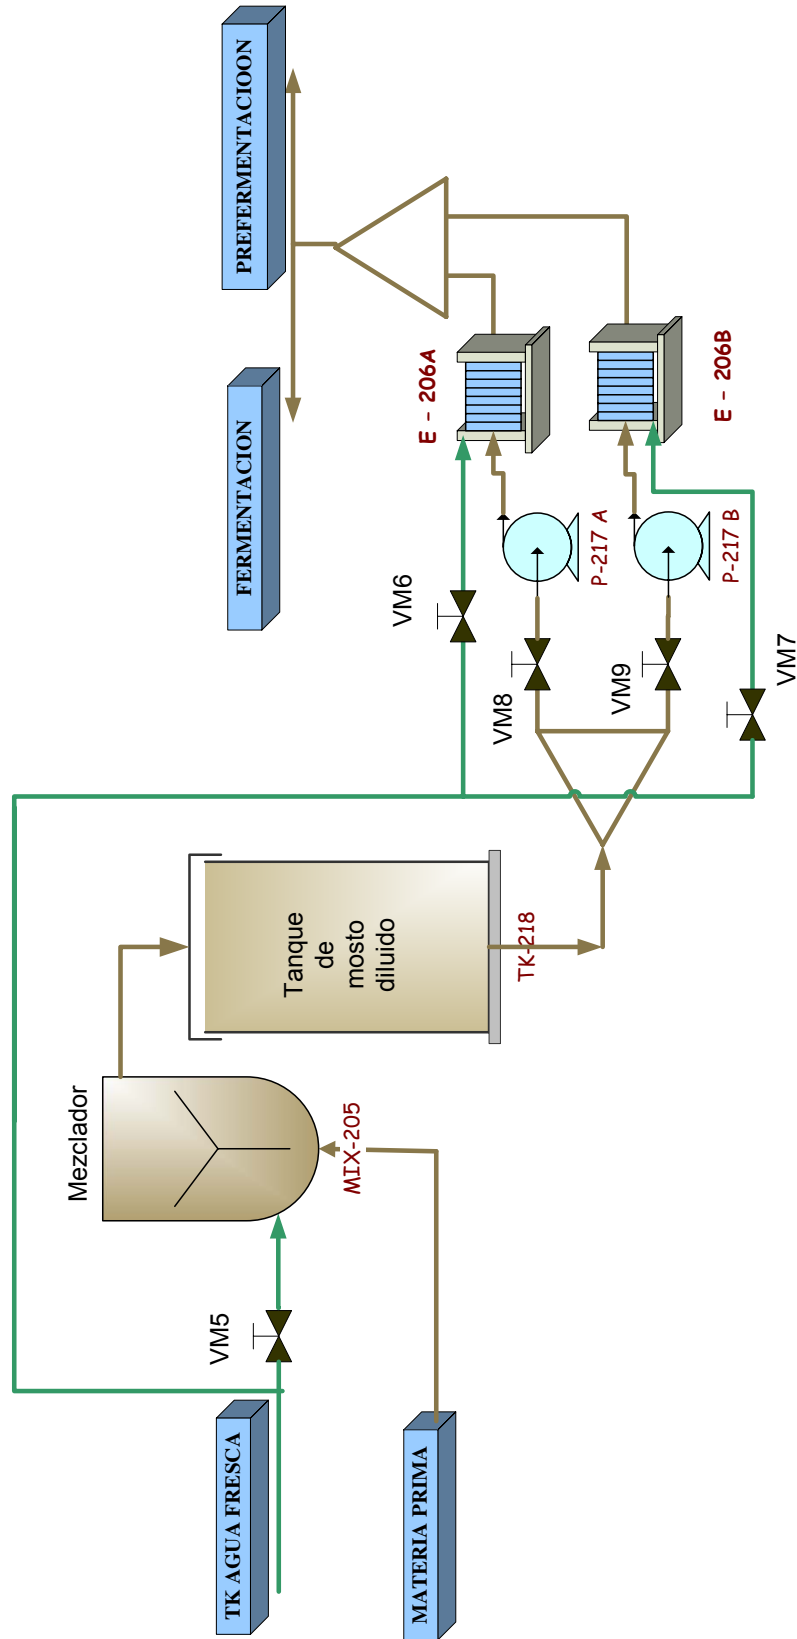 TK AGUA FRESCA
MATERIA PRIMA
VM5
Mezclador
MIX-205
Tanque
de
mosto
diluido
TK-218
VM6
VM8
VM9
VM7
P-217 A
P-217 B
E - 206A
E - 206B
FERMENTACION
PREFERMENTACIOON